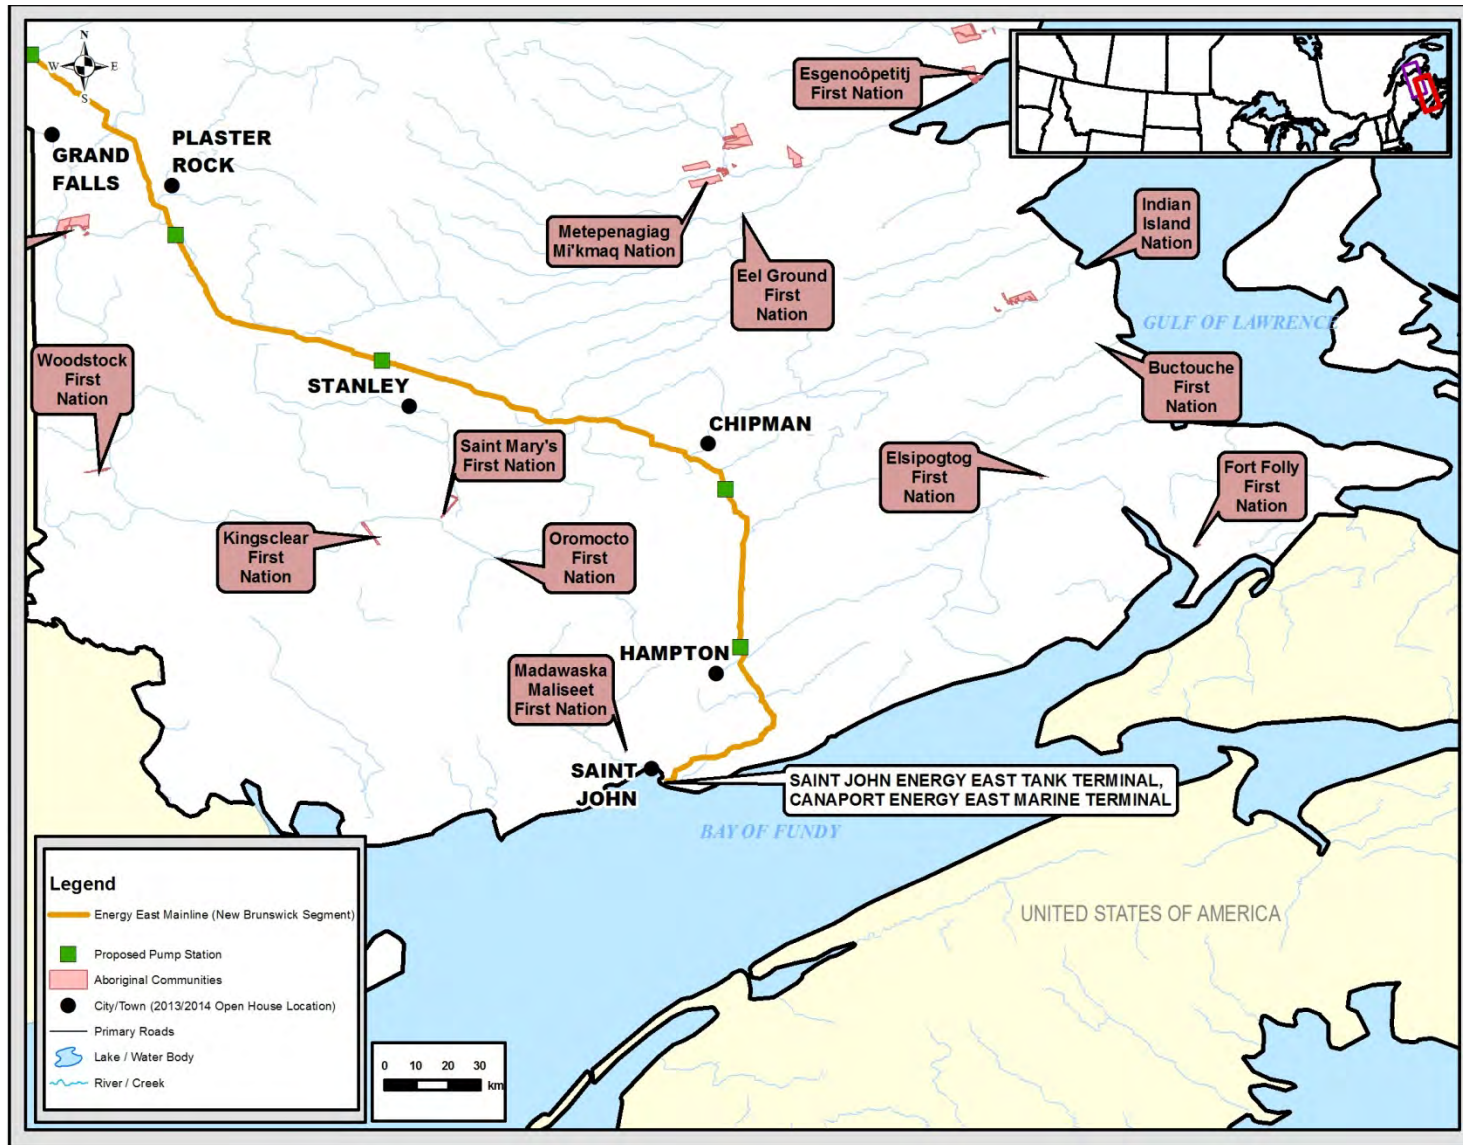 N
W
E
S
GRAND
FALLS
PLASTER
ROCK
Esgenoôpetitj
First Nation
Metepenagiag
Mi'kmaq Nation
Eel Ground
First
Nation
Indian
Island
Nation
GULF OF LAWRENCE
Woodstock
First
Nation
STANLEY
Buctouche
First
Nation
CHIPMAN
Saint Mary's
First Nation
Elsipogtog
First
Nation
Fort Folly
First
Nation
Kingsclear
First
Nation
Oromocto
First
Nation
HAMPTON
Madawaska
Maliseet
First Nation
SAINT
JOHN
SAINT JOHN ENERGY EAST TANK TERMINAL,
CANAPORT ENERGY EAST MARINE TERMINAL
BAY OF FUNDY
UNITED STATES OF AMERICA
Legend
Energy East Mainline (New Brunswick Segment)
Proposed Pump Station
Aboriginal Communities
City/Town (2013/2014 Open House Location)
Primary Roads
Lake / Water Body
River / Creek
0 10 20 30
km